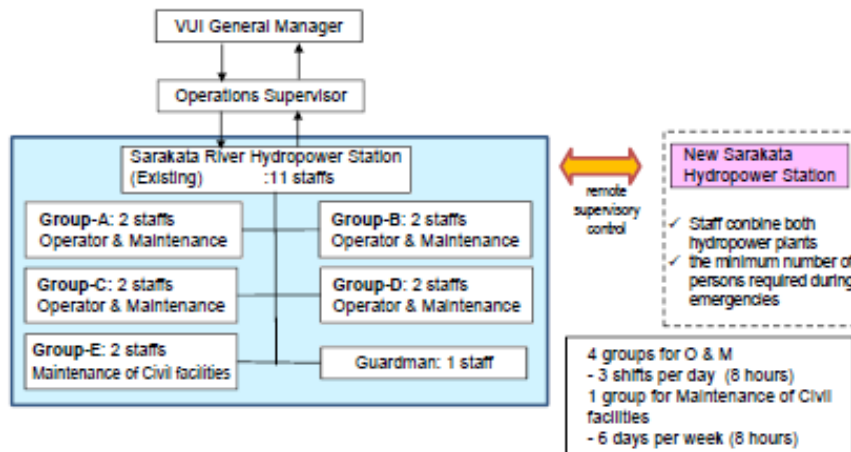 VUI General Manager
Operations Supervisor
Sarakata River Hydropower Station
(Existing) :11 staffs
Group-A: 2 staffs
Operator & Maintenance
Group-B: 2 staffs
Operator & Maintenance
Group-C: 2 staffs
Operator & Maintenance
Group-D: 2 staffs
Operator & Maintenance
Group-E: 2 staffs
Maintenance of Civil facilities
Guardman: 1 staff
remote
supervisory
control
New Sarakata
Hydropower Station
✓ Staff combine both
hydropower plants
✓ the minimum number of
persons required during
emergencies
4 groups for O & M
- 3 shifts per day (8 hours)
1 group for Maintenance of Civil
facilities
- 6 days per week (8 hours)